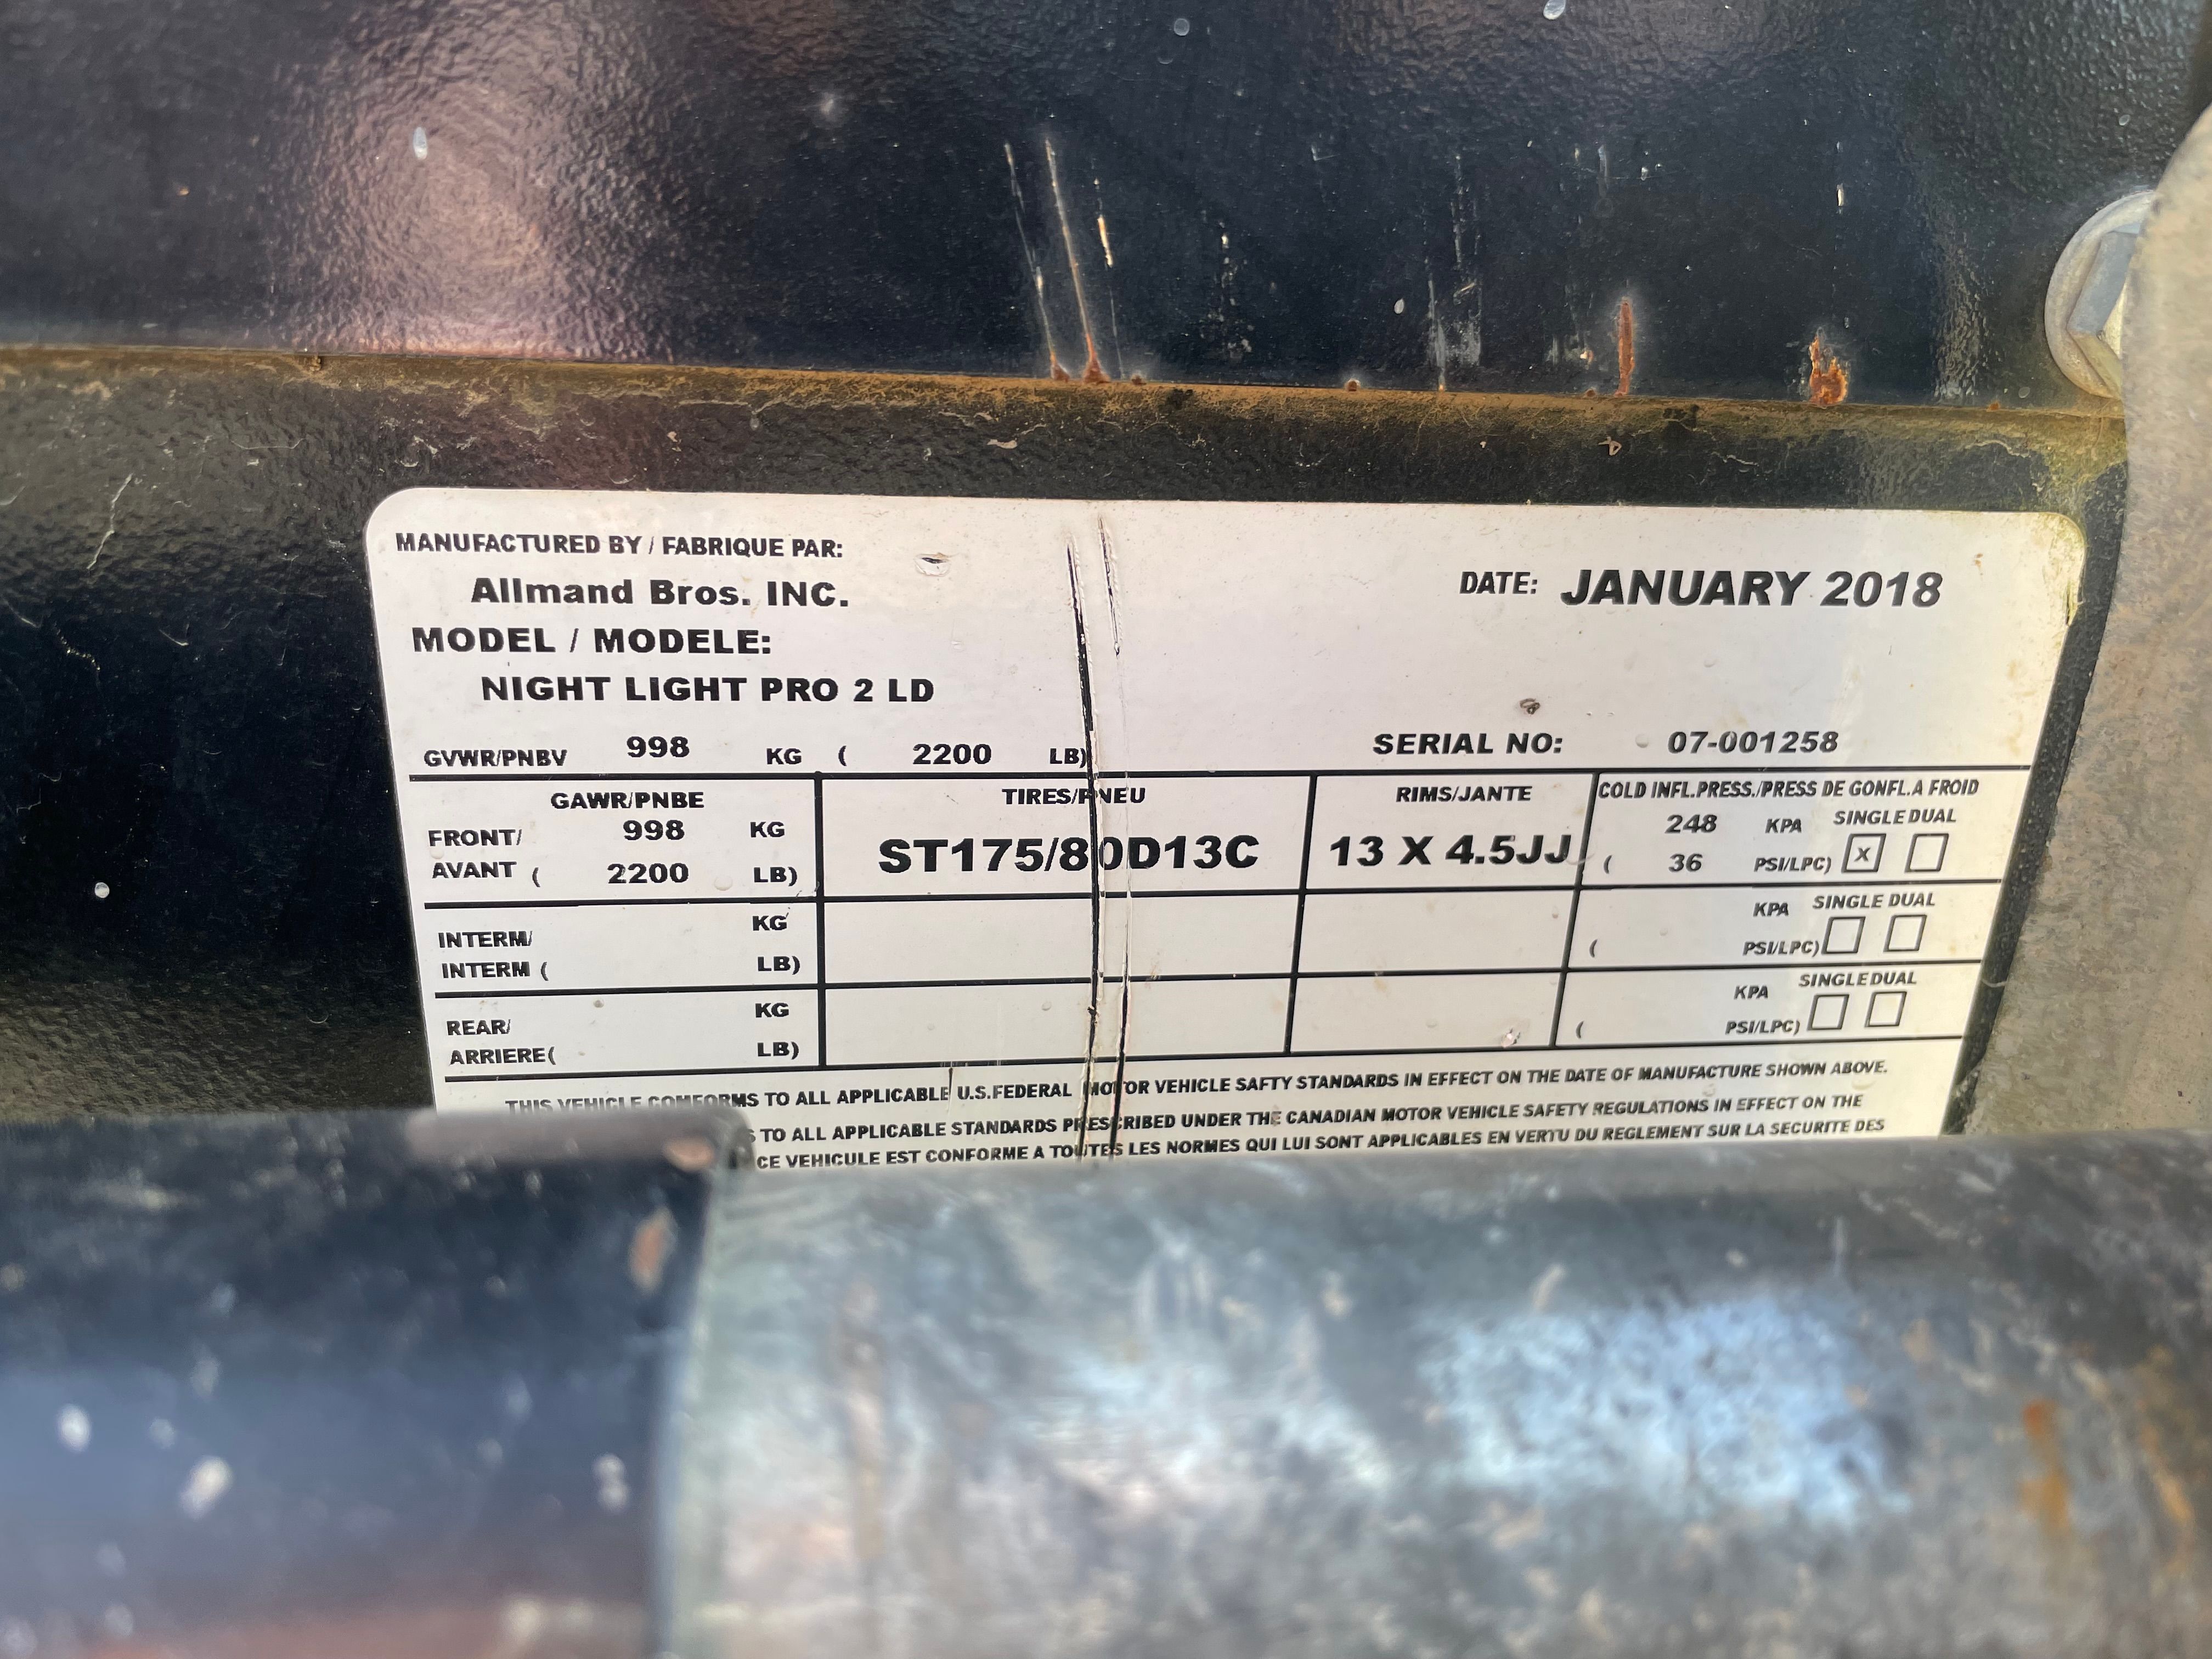 MANUFACTURED BY / FABRIQUE PAR:
Allmand Bros. INC.
DATE: JANUARY 2018
MODEL / MODELE:
NIGHT LIGHT PRO 2 LD
SERIAL NO: 07-001258
GVWR/PNBV 998 KG ( 2200 LB)
GAWR/PNBE TIRES/PNEU RIMS/JANTE COLD INFL.PRESS./PRESS DE GONFL.A FROID
FRONT/ 998 KG ST175/80D13C 13 X 4.5JJ 248 KPA SINGLE DUAL
AVANT ( 2200 LB) ( 36 PSI/LPC) X
INTERM/ KG KPA SINGLE DUAL
INTERM ( LB) ( PSI/LPC)
REAR/ KG KPA SINGLE DUAL
ARRIERE ( LB) ( PSI/LPC)
THIS VEHICLE COMFORMS TO ALL APPLICABLE U.S.FEDERAL MOTOR VEHICLE SAFTY STANDARDS IN EFFECT ON THE DATE OF MANUFACTURE SHOWN ABOVE.
TO ALL APPLICABLE STANDARDS PRESCRIBED UNDER THE CANADIAN MOTOR VEHICLE SAFETY REGULATIONS IN EFFECT ON THE
CE VEHICULE EST CONFORME A TOUTES LES NORMES QUI LUI SONT APPLICABLES EN VERTU DU REGLEMENT SUR LA SECURITE DES